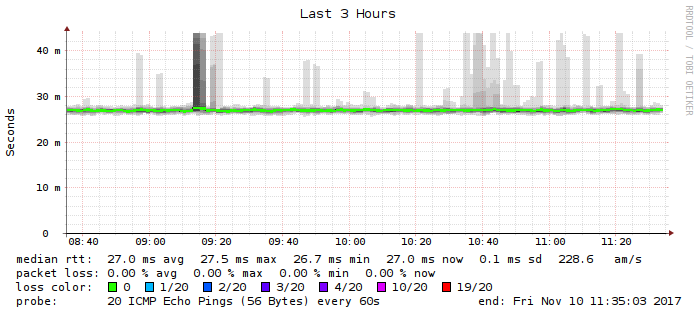 Last 3 Hours
RRDTOOL / TOBI OETIKER
Seconds
40 m
30 m
20 m
10 m
0
08:40 09:00 09:20 09:40 10:00 10:20 10:40 11:00 11:20
median rtt: 27.0 ms avg 27.5 ms max 26.7 ms min 27.0 ms now 0.1 ms sd 228.6 am/s
packet loss: 0.00 % avg 0.00 % max 0.00 % min 0.00 % now
loss color: 0 1/20 2/20 3/20 4/20 10/20 19/20
probe: 20 ICMP Echo Pings (56 Bytes) every 60s end: Fri Nov 10 11:35:03 2017